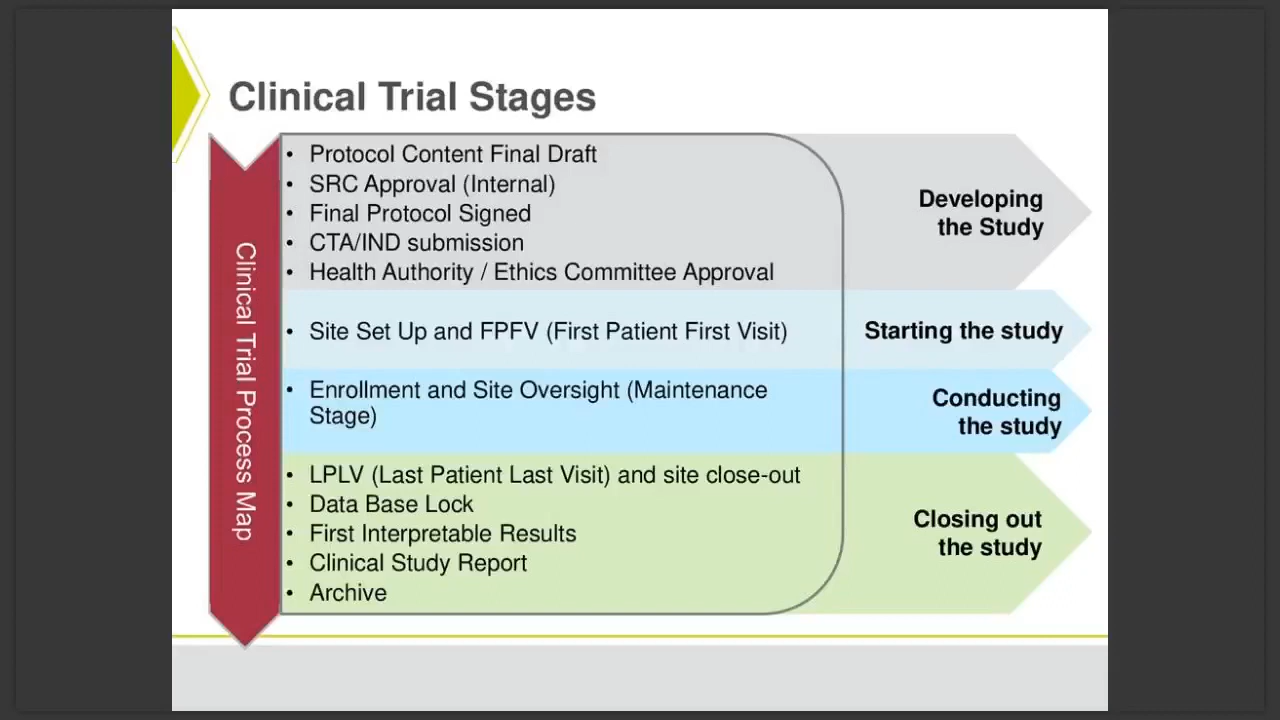 Clinical Trial Stages
Clinical Trial Process Map
• Protocol Content Final Draft
• SRC Approval (Internal)
• Final Protocol Signed
• CTA/IND submission
• Health Authority / Ethics Committee Approval
Developing
the Study
• Site Set Up and FPFV (First Patient First Visit)
Starting the study
• Enrollment and Site Oversight (Maintenance
Stage)
Conducting
the study
• LPLV (Last Patient Last Visit) and site close-out
• Data Base Lock
• First Interpretable Results
• Clinical Study Report
• Archive
Closing out
the study